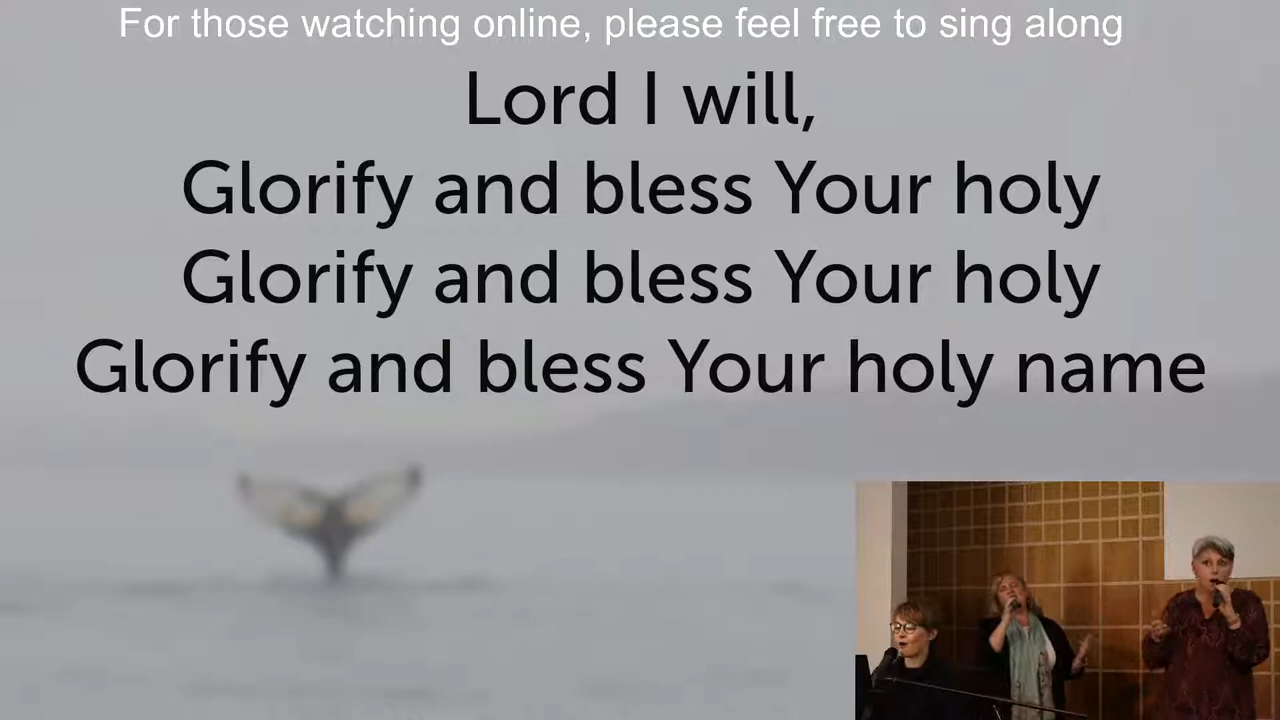 For those watching online, please feel free to sing along
Lord I will,
Glorify and bless Your holy
Glorify and bless Your holy
Glorify and bless Your holy name